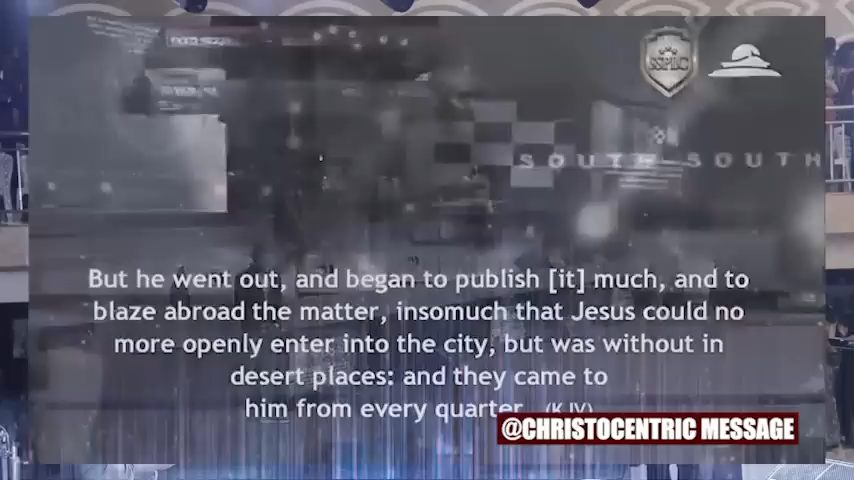 SSPLC
SOUTH SOUTH
But he went out, and began to publish [it] much, and to
blaze abroad the matter, insomuch that Jesus could no
more openly enter into the city, but was without in
desert places: and they came to
him from every quarter. (KJV)
@CHRISTOCENTRIC MESSAGE